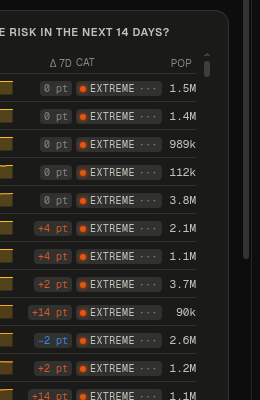 E RISK IN THE NEXT 14 DAYS?
Δ 7D CAT POP
0 pt EXTREME ··· 1.5M
0 pt EXTREME ··· 1.4M
0 pt EXTREME ··· 989k
0 pt EXTREME ··· 112k
0 pt EXTREME ··· 3.8M
+4 pt EXTREME ··· 2.1M
+4 pt EXTREME ··· 1.1M
+2 pt EXTREME ··· 3.7M
+14 pt EXTREME ··· 90k
-2 pt EXTREME ··· 2.6M
+2 pt EXTREME ··· 1.2M
+14 pt EXTREME ··· 1.1M